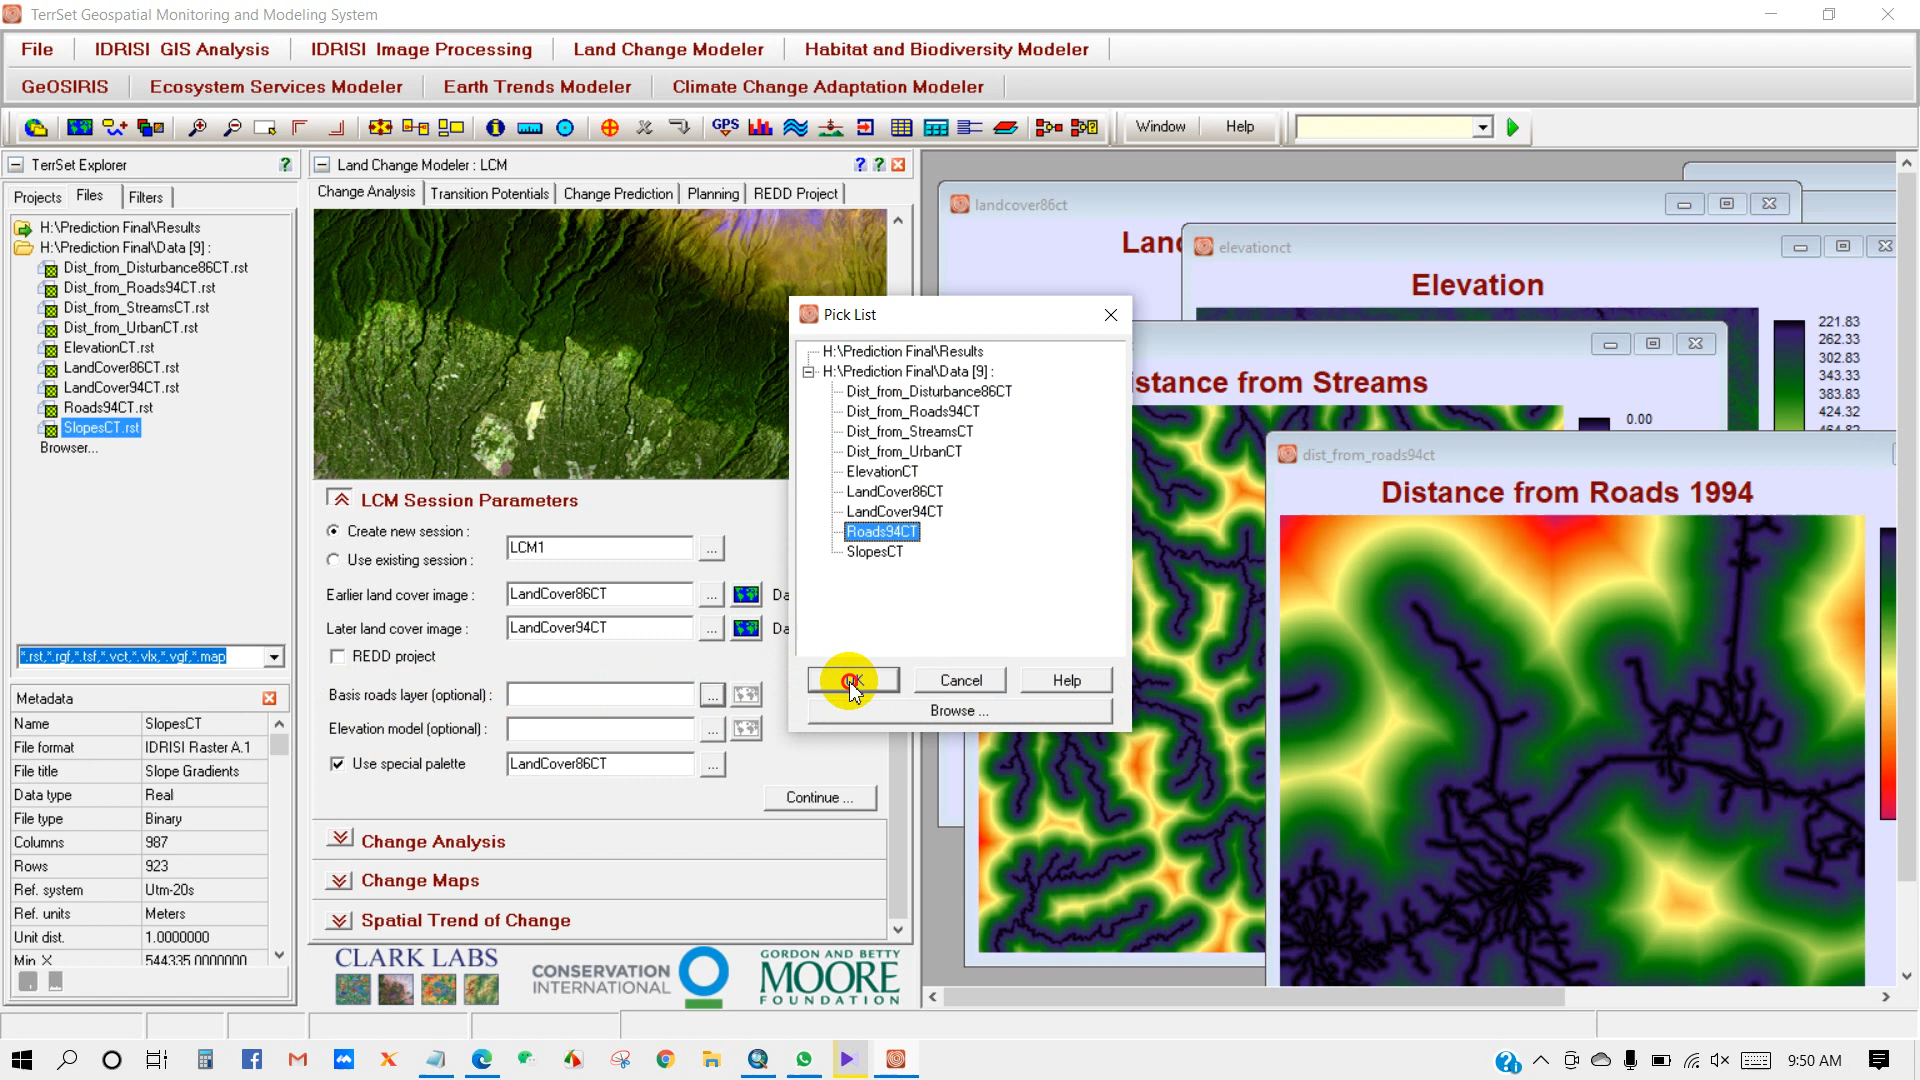 TerrSet Geospatial Monitoring and Modeling System
File
IDRISI GIS Analysis
IDRISI Image Processing
Land Change Modeler
Habitat and Biodiversity Modeler
GeOSIRIS
Ecosystem Services Modeler
Earth Trends Modeler
Climate Change Adaptation Modeler
GPS
Window
Help
TerrSet Explorer
Projects
Files
Filters
H:\Prediction Final\Results
H:\Prediction Final\Data [9] :
Dist_from_Disturbance86CT.rst
Dist_from_Roads94CT.rst
Dist_from_StreamsCT.rst
Dist_from_UrbanCT.rst
ElevationCT.rst
LandCover86CT.rst
LandCover94CT.rst
Roads94CT.rst
SlopesCT.rst
Browser...
*.rst,*.rgf,*.tsf,*.vct,*.vlx,*.vgf,*.map
Metadata
Name SlopesCT
File format IDRISI Raster A.1
File title Slope Gradients
Data type Real
File type Binary
Columns 987
Rows 923
Ref. system Utm-20s
Ref. units Meters
Unit dist. 1.0000000
Min X 544335.0000000
Land Change Modeler : LCM
Change Analysis
Transition Potentials
Change Prediction
Planning
REDD Project
LCM Session Parameters
Create new session :
LCM1
...
Use existing session :
Earlier land cover image :
LandCover86CT
...
Da
Later land cover image :
LandCover94CT
...
Da
REDD project
Basis roads layer (optional) :
...
Elevation model (optional) :
...
Use special palette
LandCover86CT
...
Continue ...
Change Analysis
Change Maps
Spatial Trend of Change
CLARK LABS
CONSERVATION
INTERNATIONAL
GORDON AND BETTY
MOORE
FOUNDATION
Pick List
H:\Prediction Final\Results
H:\Prediction Final\Data [9] :
Dist_from_Disturbance86CT
Dist_from_Roads94CT
Dist_from_StreamsCT
Dist_from_UrbanCT
ElevationCT
LandCover86CT
LandCover94CT
Roads94CT
SlopesCT
Cancel
Help
Browse ...
landcover86ct
elevationct
Elevation
221.83
262.33
302.83
343.33
383.83
424.32
464.82
istance from Streams
0.00
dist_from_roads94ct
Distance from Roads 1994
9:50 AM